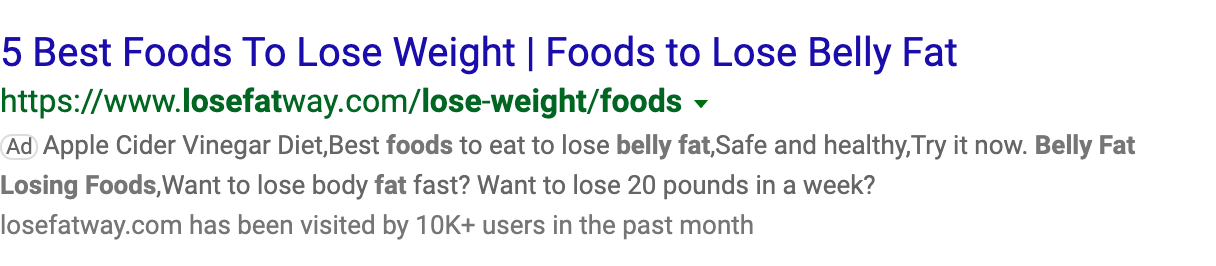 5 Best Foods To Lose Weight | Foods to Lose Belly Fat
https://www.losefatway.com/lose-weight/foods
Ad Apple Cider Vinegar Diet,Best foods to eat to lose belly fat,Safe and healthy,Try it now. Belly Fat
Losing Foods,Want to lose body fat fast? Want to lose 20 pounds in a week?
losefatway.com has been visited by 10K+ users in the past month